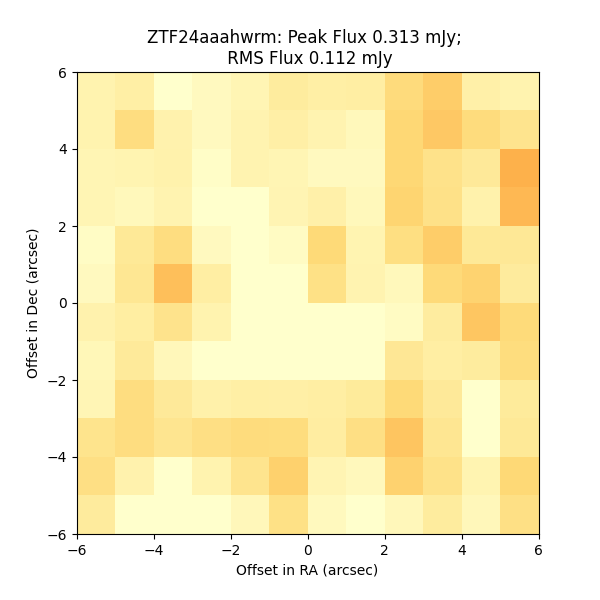 ZTF24aaahwrm: Peak Flux 0.313 mJy;
RMS Flux 0.112 mJy
6
4
2
0
−2
−4
−6
Offset in Dec (arcsec)
−6 −4 −2 0 2 4 6
Offset in RA (arcsec)